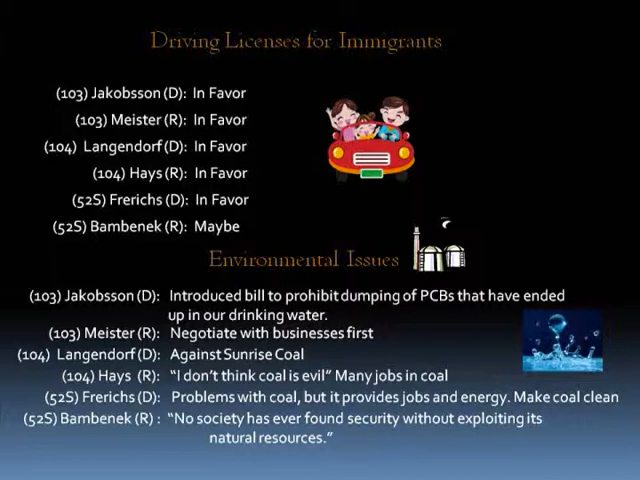 Driving Licenses for Immigrants
(103) Jakobsson (D): In Favor
(103) Meister (R): In Favor
(104) Langendorf (D): In Favor
(104) Hays (R): In Favor
(52S) Frerichs (D): In Favor
(52S) Bambenek (R): Maybe
Environmental Issues
(103) Jakobsson (D): Introduced bill to prohibit dumping of PCBs that have ended
up in our drinking water.
(103) Meister (R): Negotiate with businesses first
(104) Langendorf (D): Against Sunrise Coal
(104) Hays (R): “I don’t think coal is evil” Many jobs in coal
(52S) Frerichs (D): Problems with coal, but it provides jobs and energy. Make coal clean
(52S) Bambenek (R) : “No society has ever found security without exploiting its
natural resources.”